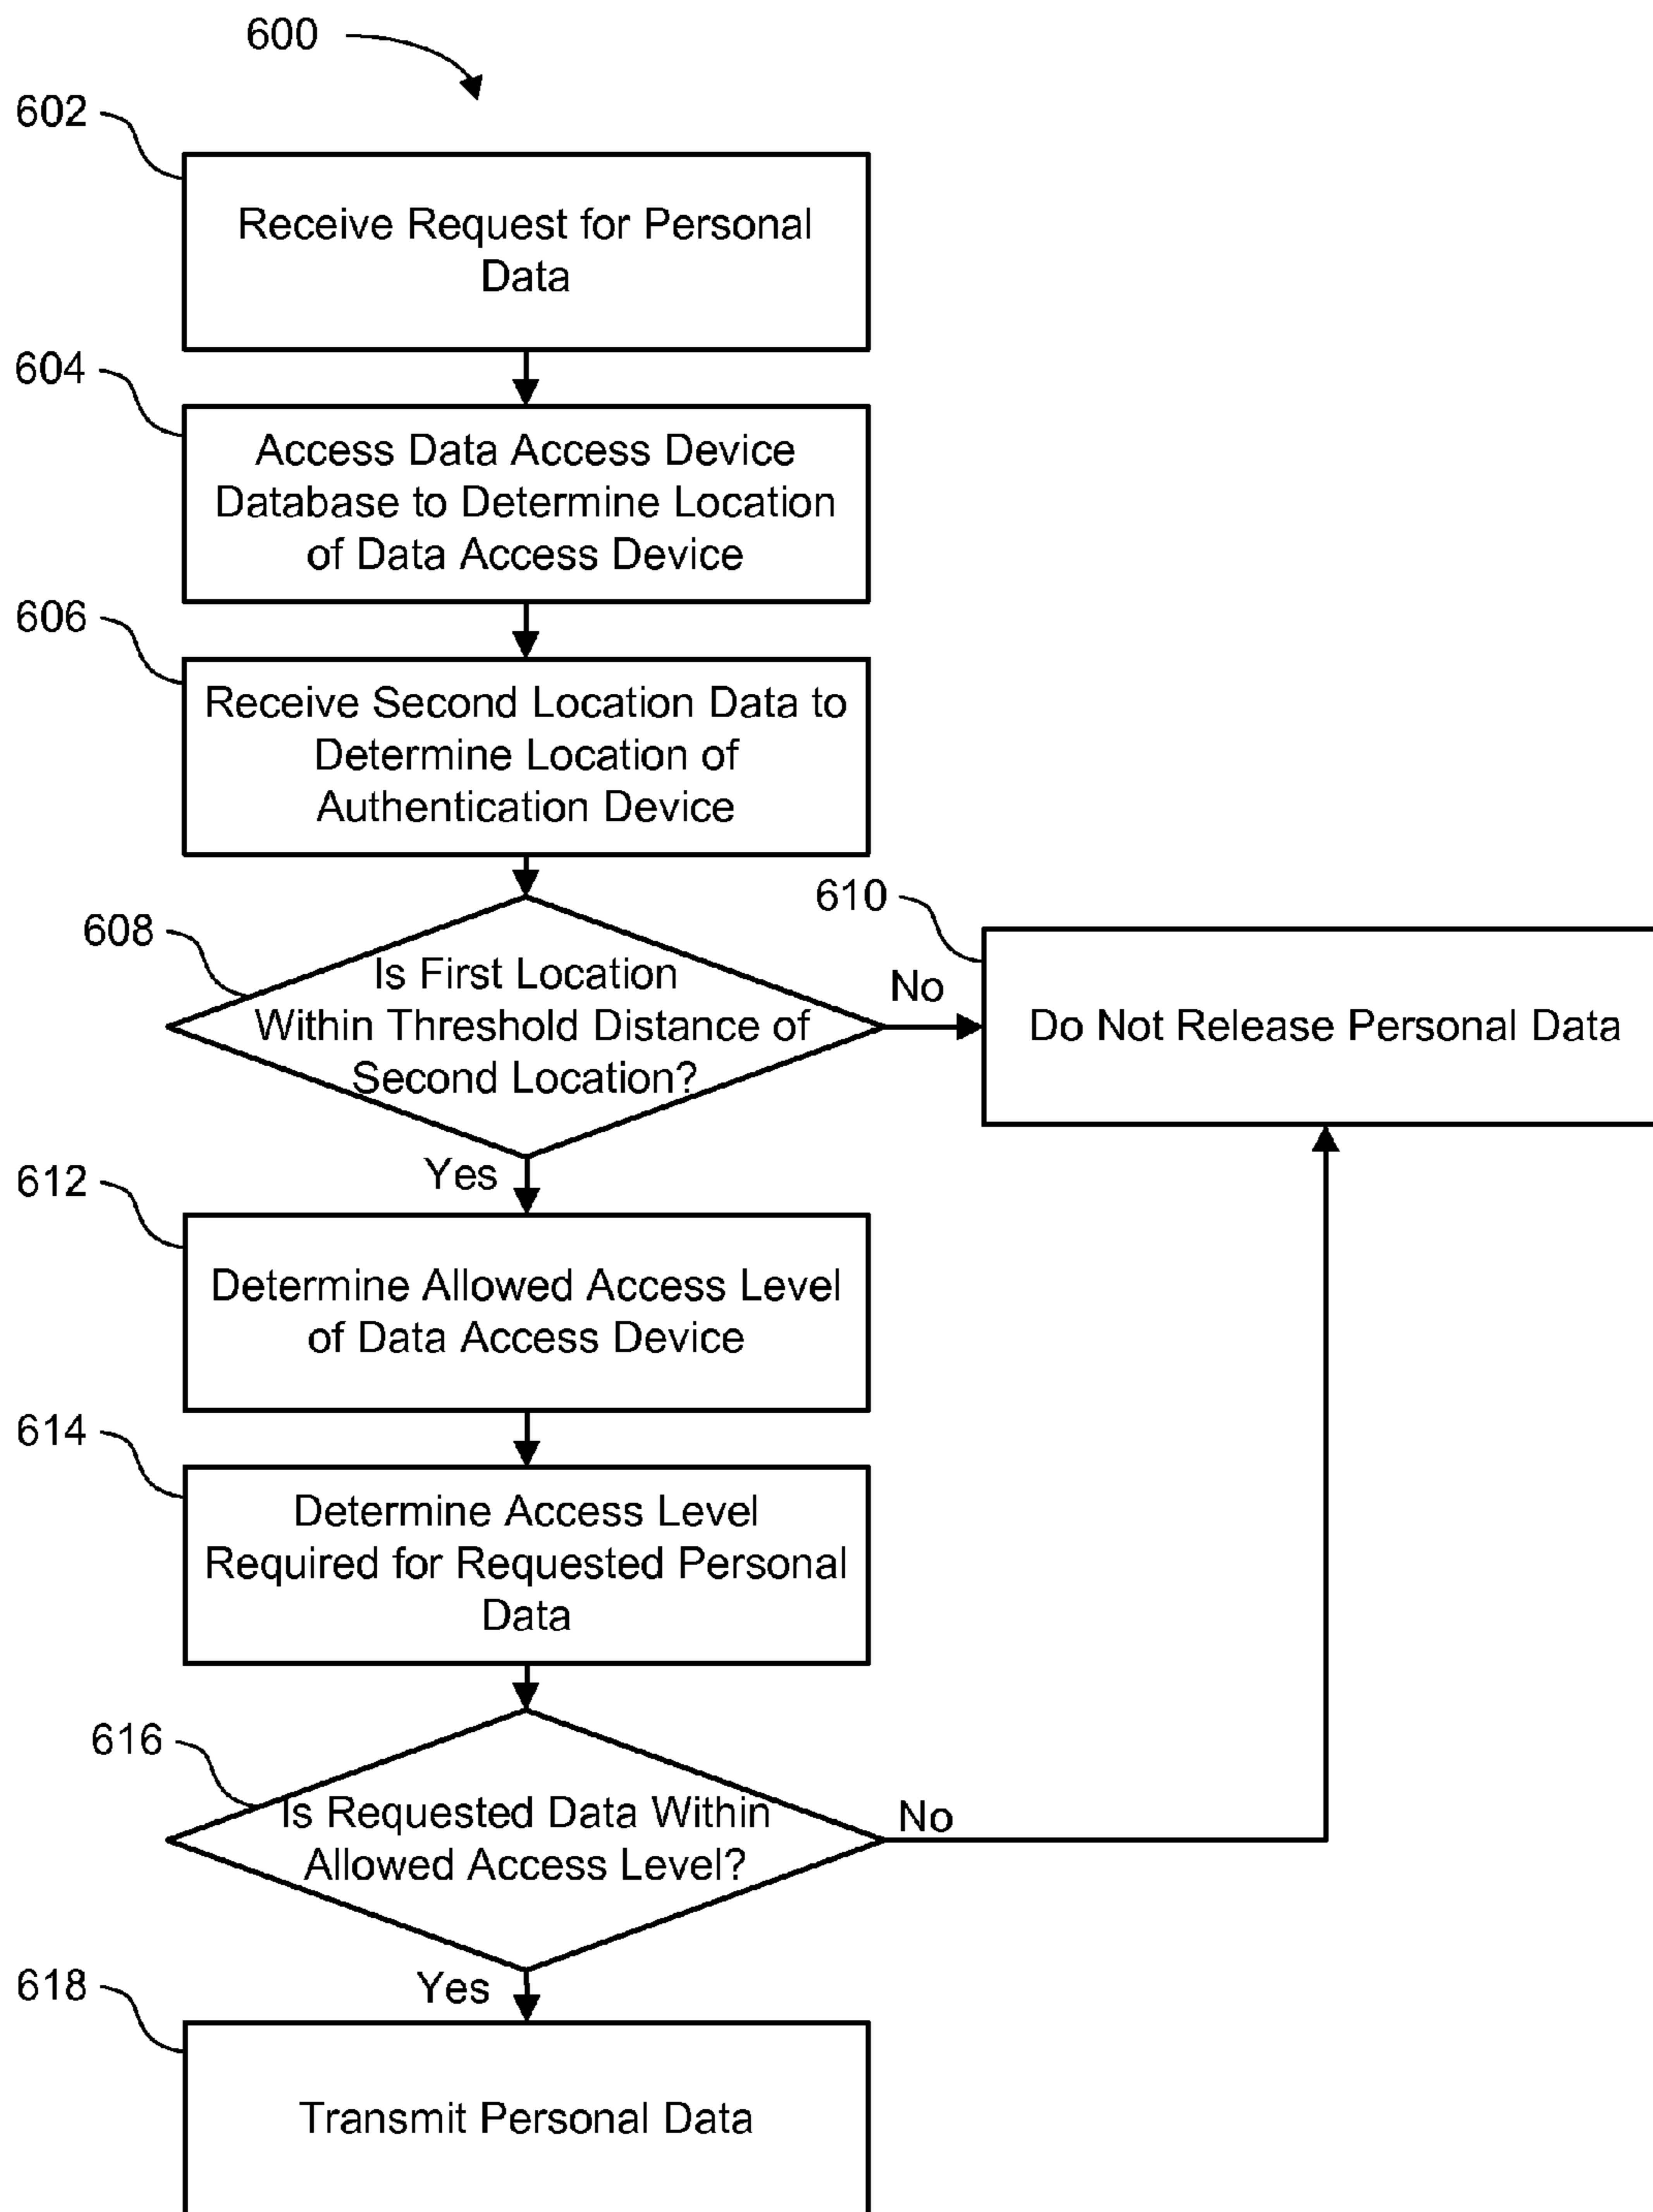 600
602
Receive Request for Personal
Data
604
Access Data Access Device
Database to Determine Location
of Data Access Device
606
Receive Second Location Data to
Determine Location of
Authentication Device
608
Is First Location
Within Threshold Distance of
Second Location?
No
610
Do Not Release Personal Data
Yes
612
Determine Allowed Access Level
of Data Access Device
614
Determine Access Level
Required for Requested Personal
Data
616
Is Requested Data Within
Allowed Access Level?
No
Yes
618
Transmit Personal Data